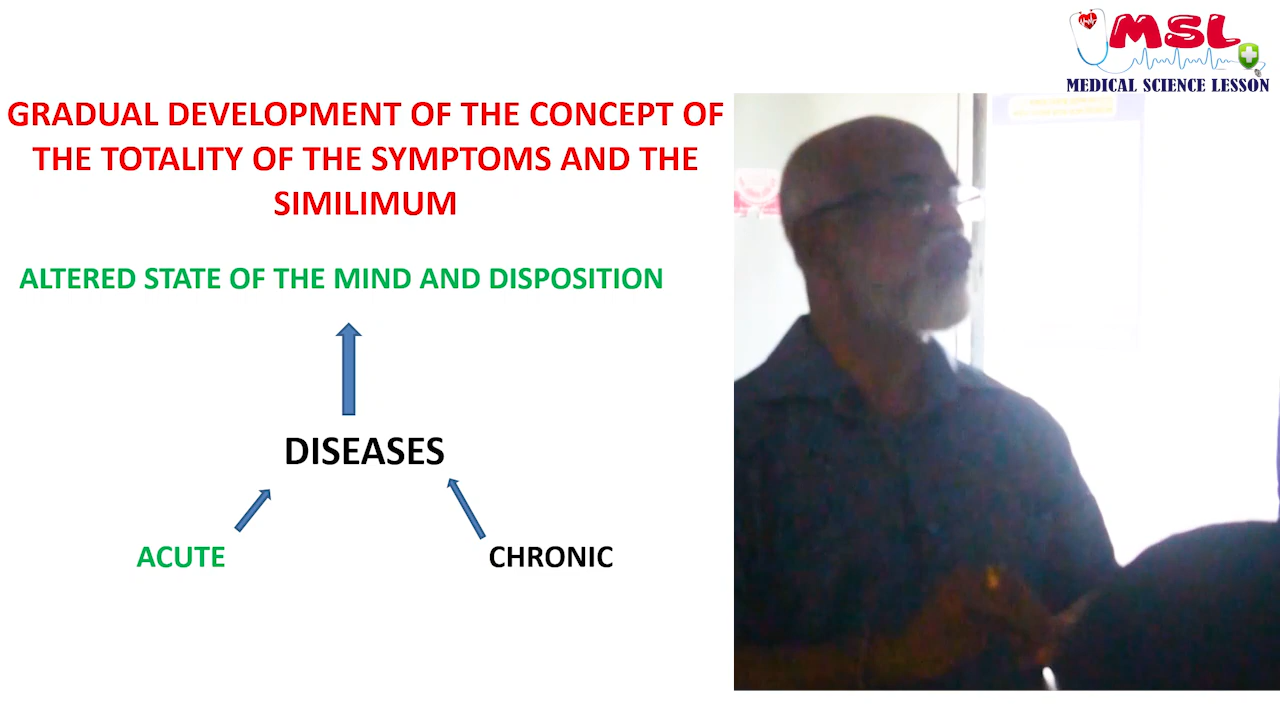 MSL
MEDICAL SCIENCE LESSON
GRADUAL DEVELOPMENT OF THE CONCEPT OF
THE TOTALITY OF THE SYMPTOMS AND THE
SIMILIMUM
ALTERED STATE OF THE MIND AND DISPOSITION
DISEASES
ACUTE
CHRONIC